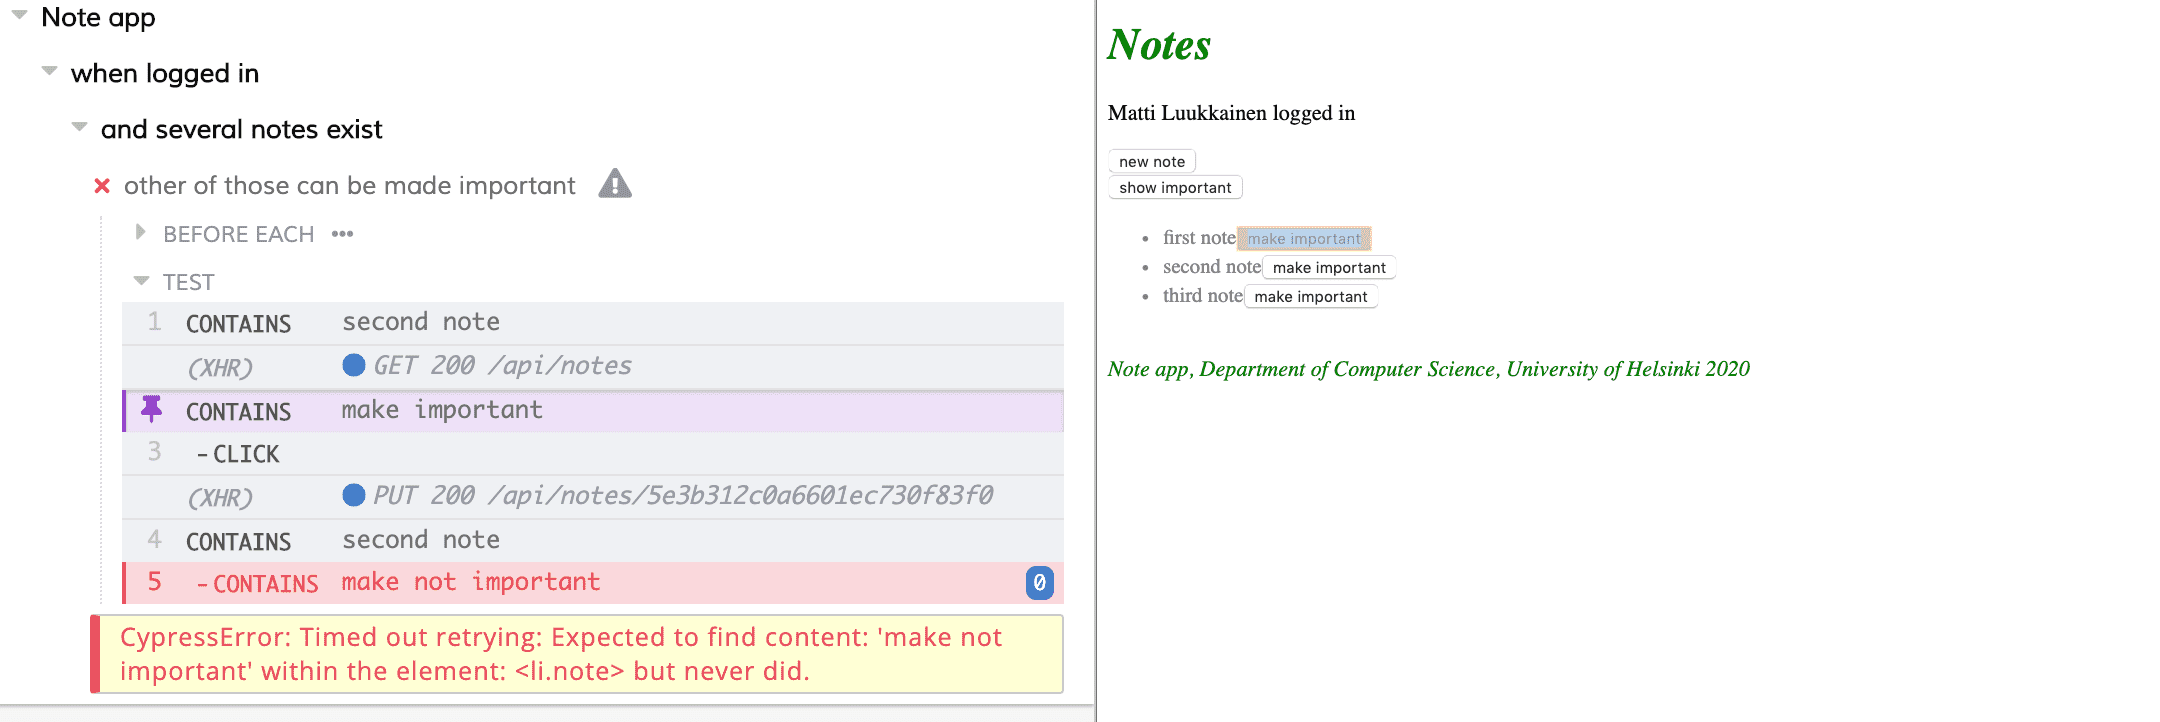 Note app
when logged in
and several notes exist
other of those can be made important
BEFORE EACH •••
TEST
1 CONTAINS second note
(XHR) GET 200 /api/notes
CONTAINS make important
3 -CLICK
(XHR) PUT 200 /api/notes/5e3b312c0a6601ec730f83f0
4 CONTAINS second note
5 -CONTAINS make not important 0
CypressError: Timed out retrying: Expected to find content: 'make not
important' within the element: <li.note> but never did.
Notes
Matti Luukkainen logged in
new note
show important
• first note make important
• second note make important
• third note make important
Note app, Department of Computer Science, University of Helsinki 2020